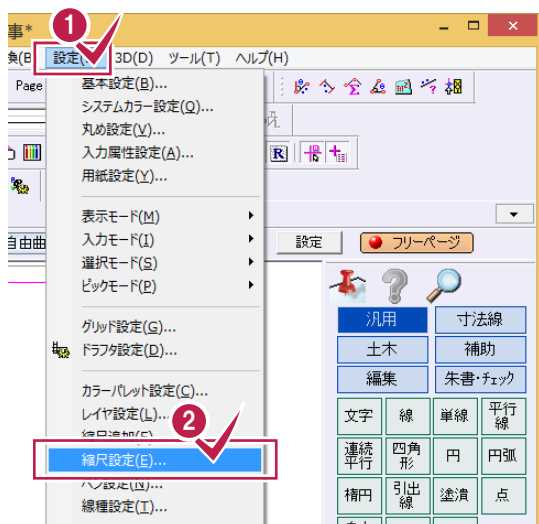 事*
1
換(B
設定(
3D(D)
ツール(T)
ヘルプ(H)
Page
基本設定(B)...
システムカラー設定(O)...
丸め設定(V)...
入力属性設定(A)...
R
用紙設定(Y)...
表示モード(M)
入力モード(I)
自由曲
設定
フリーページ
選択モード(S)
ピックモード(P)
グリッド設定(G)...
ドラフタ設定(D)...
カラーパレット設定(C)...
レイヤ設定(L)...
2
縮尺設定(E)...
ペン設定(N)...
線種設定(T)...
汎用
寸法線
土木
補助
編集
朱書・チェック
文字
線
単線
平行
線
連続
平行
四角
形
円
円弧
楕円
引出
線
塗潰
点